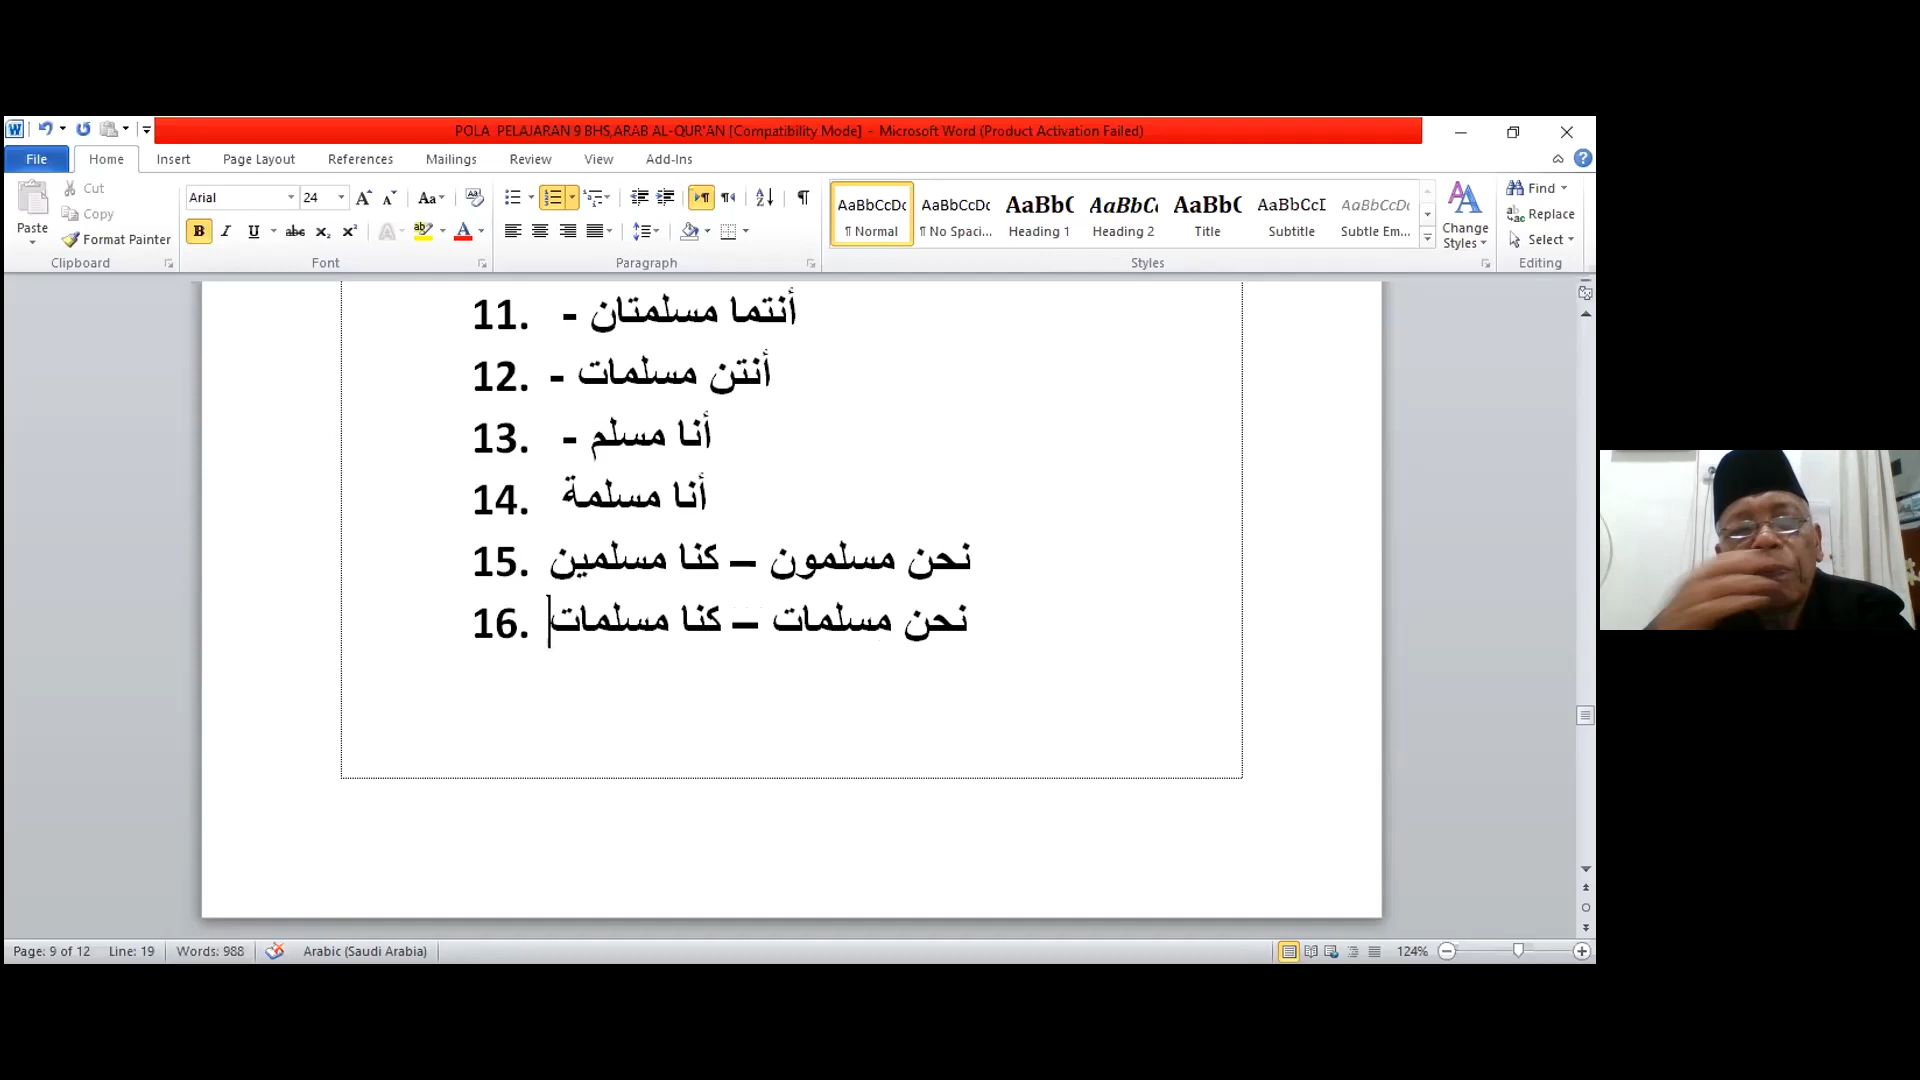 POLA PELAJARAN 9 BHS,ARAB AL-QUR'AN [Compatibility Mode] - Microsoft Word (Product Activation Failed)
File Home Insert Page Layout References Mailings Review View Add-Ins
Cut
Copy
Paste
Format Painter
Clipboard
Arial 24
Font
Paragraph
AaBbCcDc AaBbCcDc AaBbC AaBbC AaBbC AaBbCcI AaBbCcDc
¶ Normal ¶ No Spaci... Heading 1 Heading 2 Title Subtitle Subtle Em...
Change Styles
Styles
Find
Replace
Select
Editing
11. أنتما مسلمتان -
12. أنتن مسلمات -
13. أنا مسلم -
14. أنا مسلمة
15. نحن مسلمون – كنا مسلمين
16. نحن مسلمات – كنا مسلمات
Page: 9 of 12 Line: 19 Words: 988 Arabic (Saudi Arabia) 124%